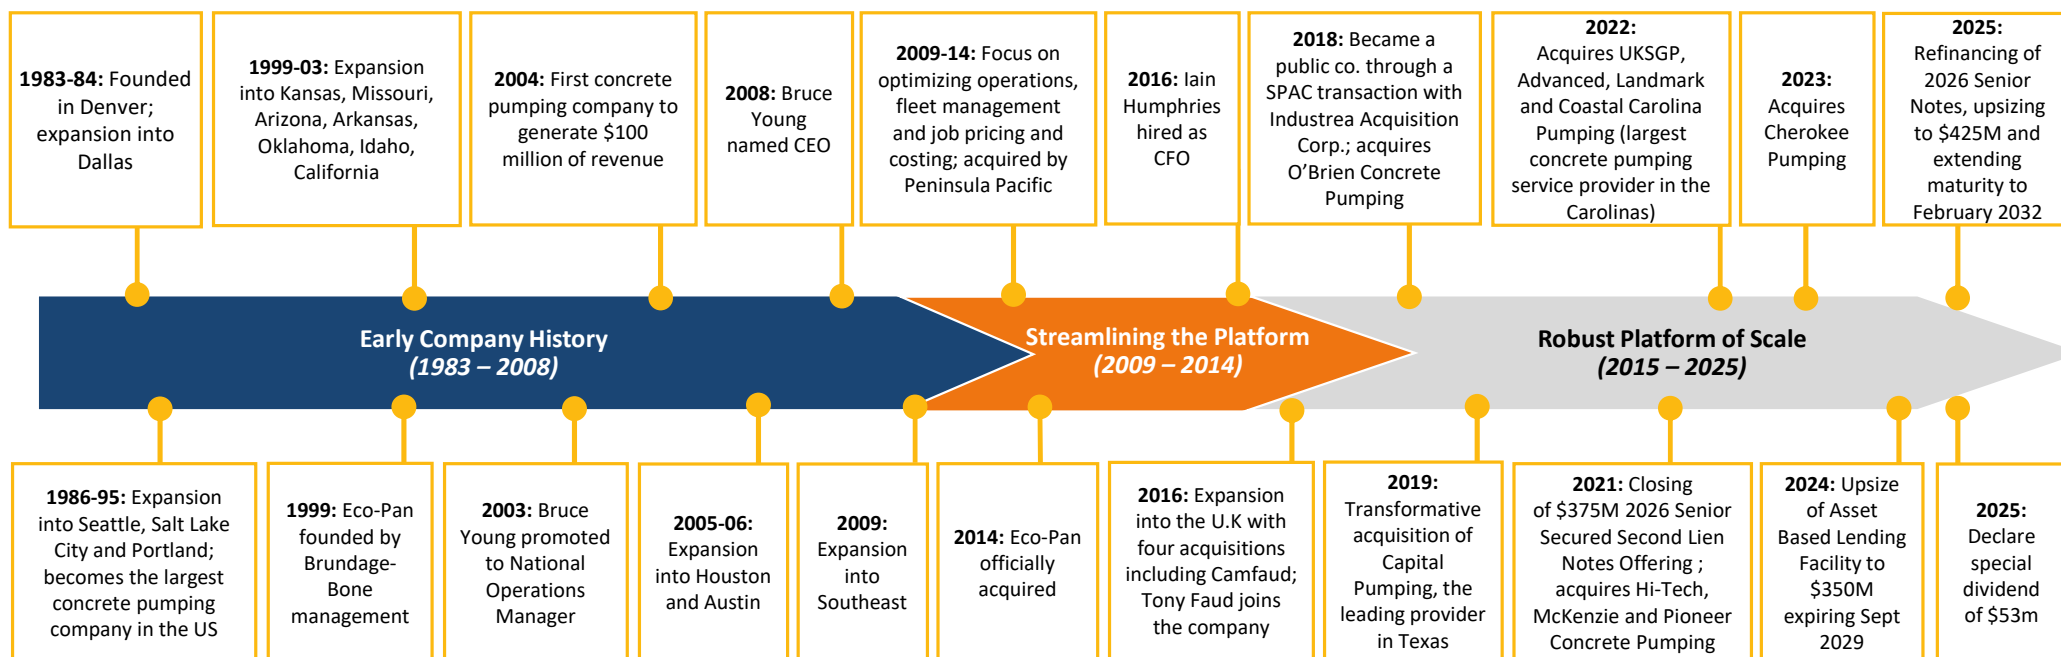 1983-84: Founded
in Denver;
expansion into
Dallas
1999-03: Expansion
into Kansas, Missouri,
Arizona, Arkansas,
Oklahoma, Idaho,
California
2004: First concrete
pumping company to
generate $100
million of revenue
2008: Bruce
Young
named CEO
2009-14: Focus on
optimizing operations,
fleet management
and job pricing and
costing; acquired by
Peninsula Pacific
2016: Iain
Humphries
hired as
CFO
2018: Became a
public co. through a
SPAC transaction with
Industrea Acquisition
Corp.; acquires
O’Brien Concrete
Pumping
2022:
Acquires UKSGP,
Advanced, Landmark
and Coastal Carolina
Pumping (largest
concrete pumping
service provider in the
Carolinas)
2023:
Acquires
Cherokee
Pumping
2025:
Refinancing of
2026 Senior
Notes, upsizing
to $425M and
extending
maturity to
February 2032
Early Company History
(1983 – 2008)
Streamlining the Platform
(2009 – 2014)
Robust Platform of Scale
(2015 – 2025)
1986-95: Expansion
into Seattle, Salt Lake
City and Portland;
becomes the largest
concrete pumping
company in the US
1999: Eco-Pan
founded by
Brundage-
Bone
management
2003: Bruce
Young promoted
to National
Operations
Manager
2005-06:
Expansion
into Houston
and Austin
2009:
Expansion
into
Southeast
2014: Eco-Pan
officially
acquired
2016: Expansion
into the U.K with
four acquisitions
including Camfaud;
Tony Faud joins
the company
2019:
Transformative
acquisition of
Capital
Pumping, the
leading provider
in Texas
2021: Closing
of $375M 2026 Senior
Secured Second Lien
Notes Offering ;
acquires Hi-Tech,
McKenzie and Pioneer
Concrete Pumping
2024: Upsize
of Asset
Based Lending
Facility to
$350M
expiring Sept
2029
2025:
Declare
special
dividend
of $53m